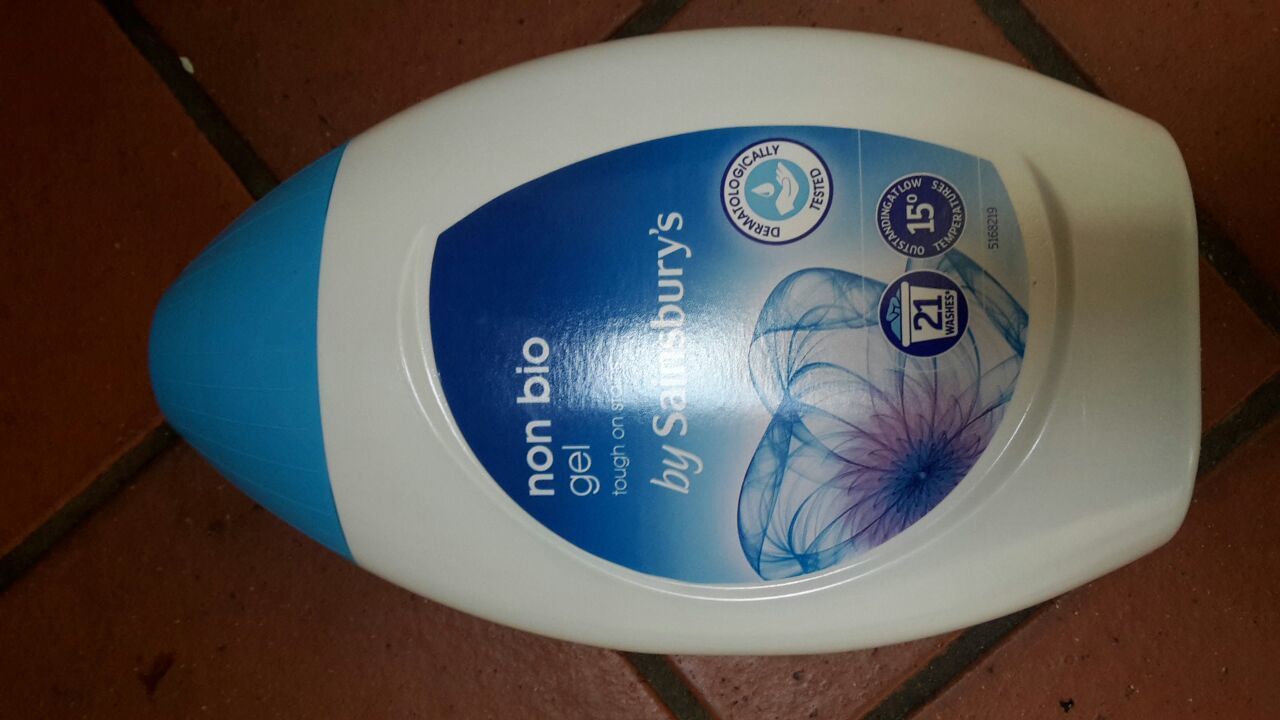 non bio
gel
tough on
by Sainsbury's
DERMATOLOGICALLY TESTED
OUTSTANDING AT LOW TEMPERATURES
15°
21
WASHES*
5168219